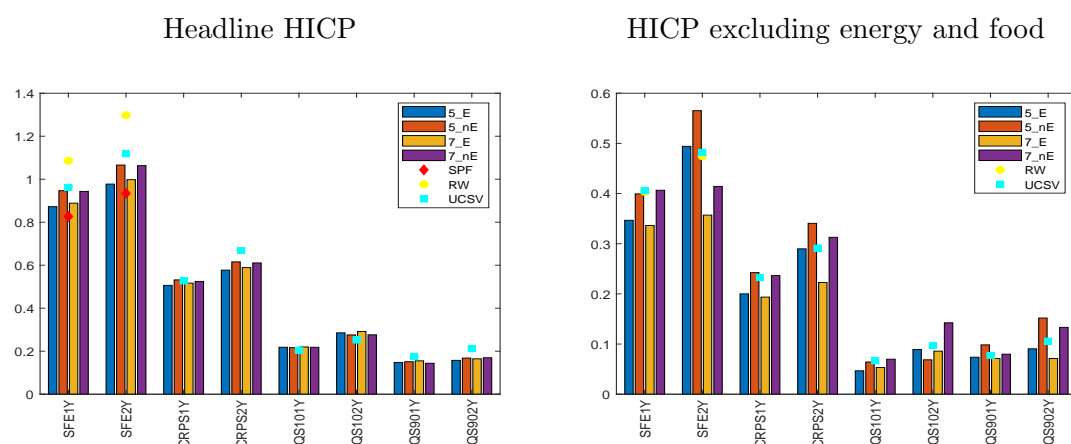 Headline HICP
1.4
1.2
1
0.8
0.6
0.4
0.2
0
5_E
5_nE
7_E
7_nE
SPF
RW
UCSV
SFE1Y
SFE2Y
CRPS1Y
CRPS2Y
QS101Y
QS102Y
QS901Y
QS902Y
HICP excluding energy and food
0.6
0.5
0.4
0.3
0.2
0.1
0
5_E
5_nE
7_E
7_nE
RW
UCSV
SFE1Y
SFE2Y
CRPS1Y
CRPS2Y
QS101Y
QS102Y
QS901Y
QS902Y